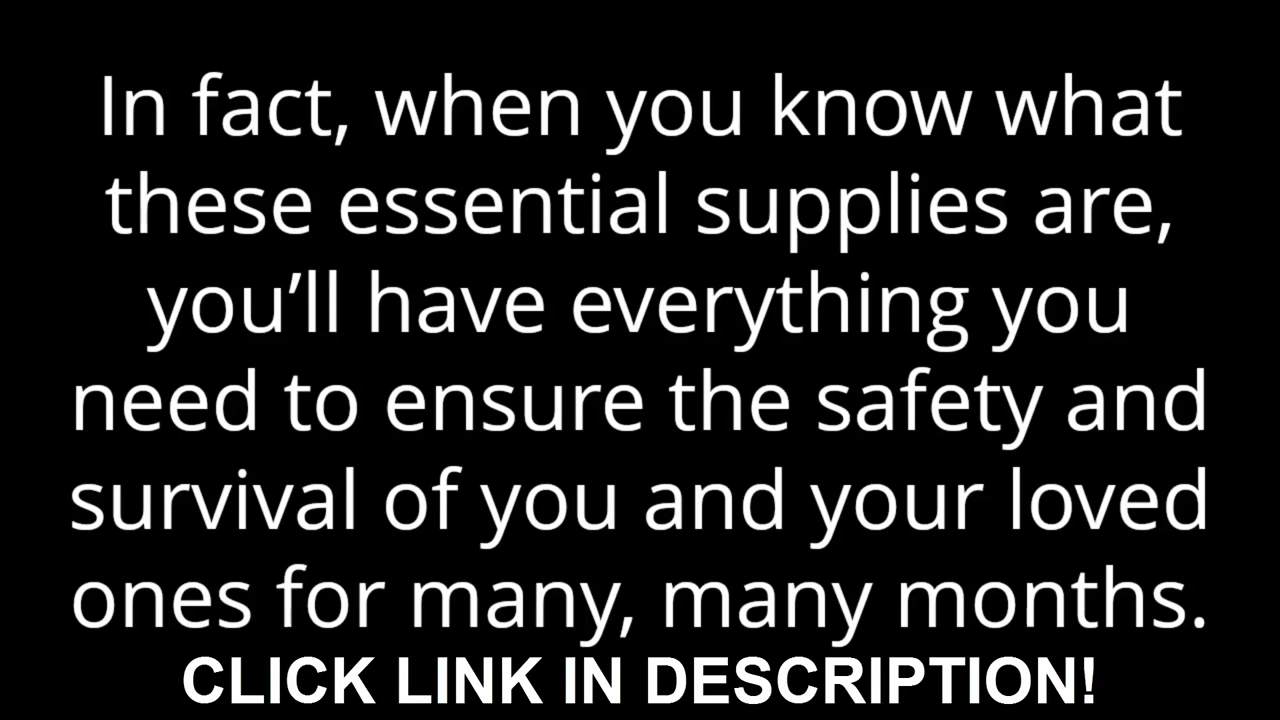 In fact, when you know what
these essential supplies are,
you’ll have everything you
need to ensure the safety and
survival of you and your loved
ones for many, many months.
CLICK LINK IN DESCRIPTION!